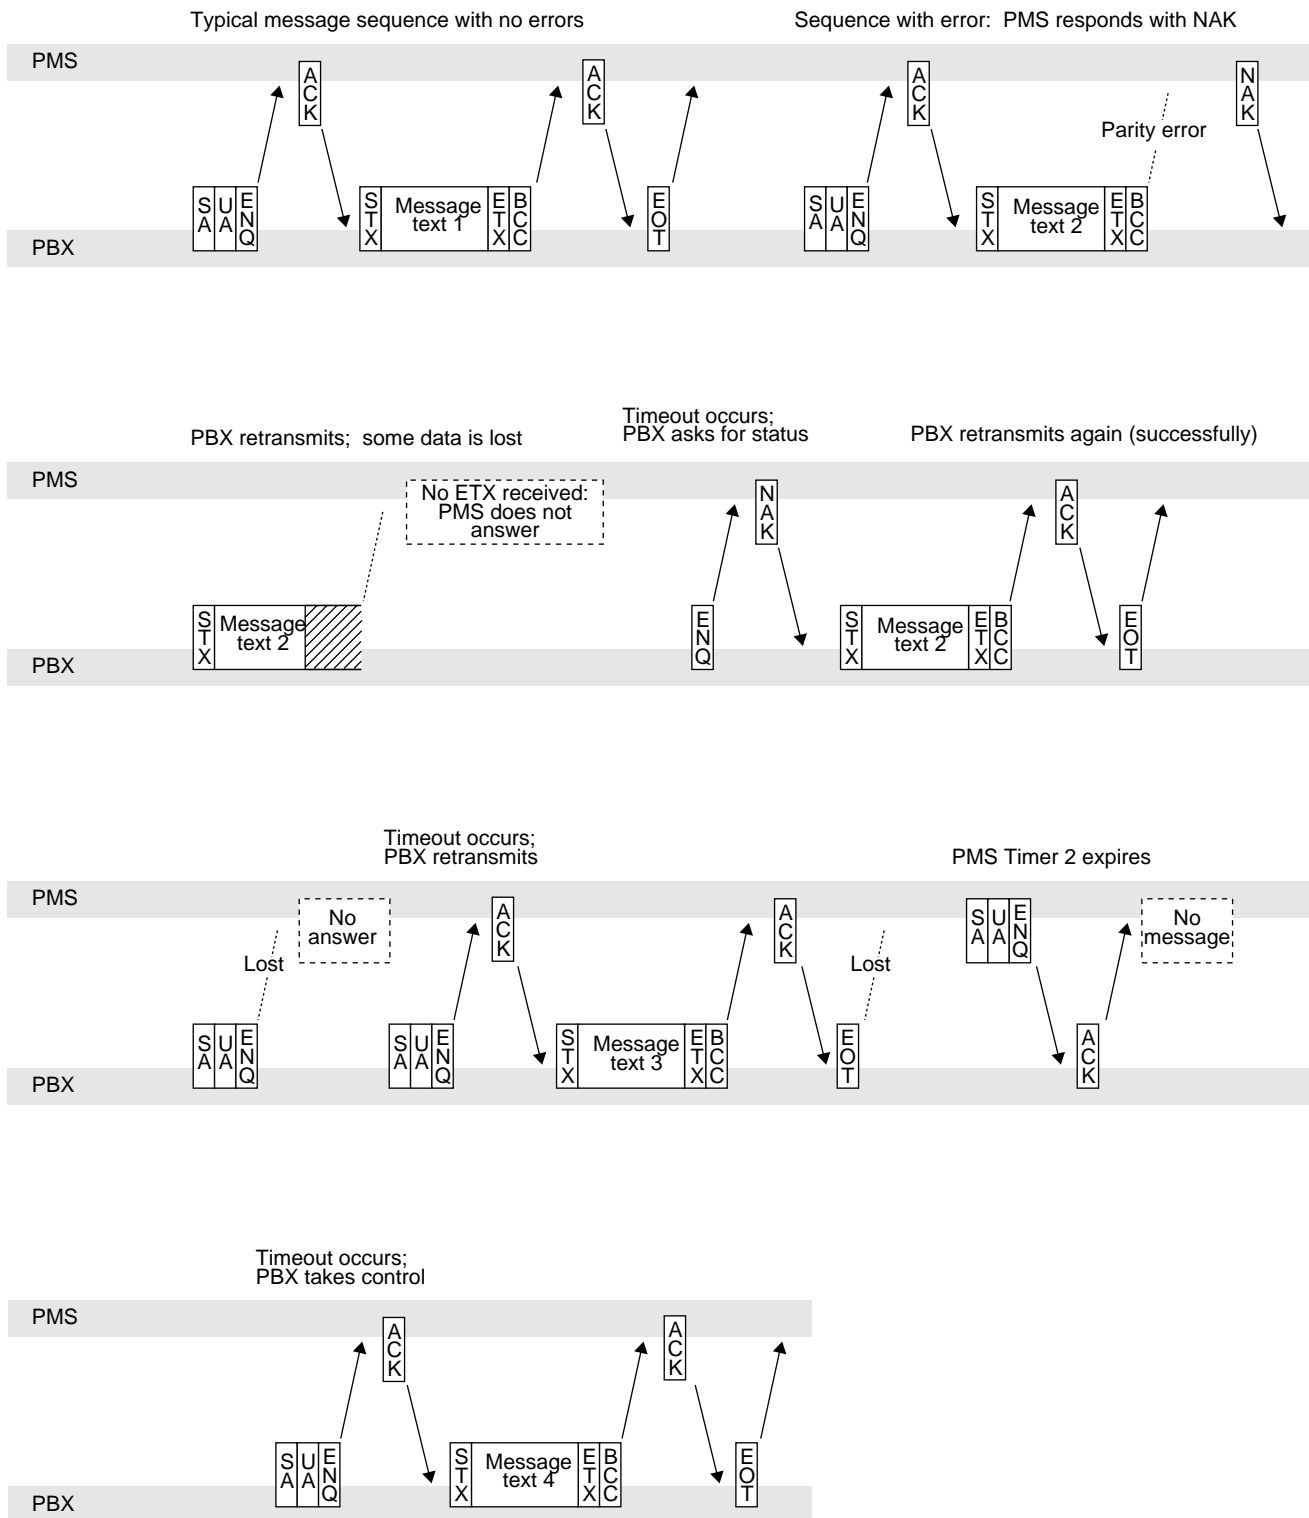 Typical message sequence with no errors
Sequence with error: PMS responds with NAK
PMS
ACK
ACK
ACK
NAK
Parity error
SA UA ENQ
STX Message text 1 ETX BCC
EOT
SA UA ENQ
STX Message text 2 ETX BCC
PBX
PBX retransmits; some data is lost
Timeout occurs;
PBX asks for status
PBX retransmits again (successfully)
PMS
No ETX received:
PMS does not
answer
NAK
ACK
STX Message text 2
ENQ
STX Message text 2 ETX BCC
EOT
PBX
Timeout occurs;
PBX retransmits
PMS Timer 2 expires
PMS
No
answer
ACK
ACK
SA UA ENQ
No
message
Lost
Lost
SA UA ENQ
SA UA ENQ
STX Message text 3 ETX BCC
EOT
ACK
PBX
Timeout occurs;
PBX takes control
PMS
ACK
ACK
SA UA ENQ
STX Message text 4 ETX BCC
EOT
PBX